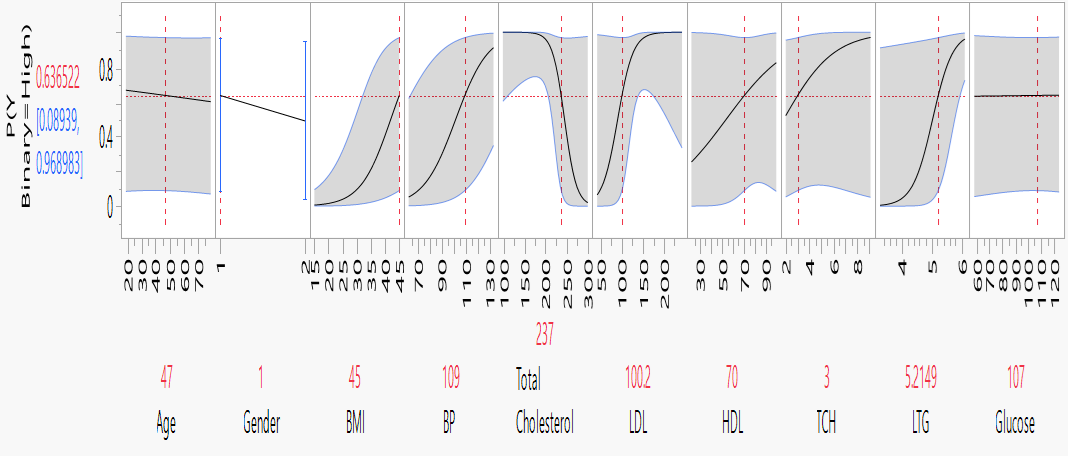 P(Y
Binary=High)
0.636522
[0.08939,
0.968983]
0.8
0.4
0
20 30 40 50 60 70
1 2
15 20 25 30 35 40 45
70 90 110 130
100 150 200 250 300
50 100 150 200
30 50 70 90
2 4 6 8
4 5 6
60 70 80 90 100 110 120
237
47 1 45 109 Total 100.2 70 3 5.2149 107
Age Gender BMI BP Cholesterol LDL HDL TCH LTG Glucose